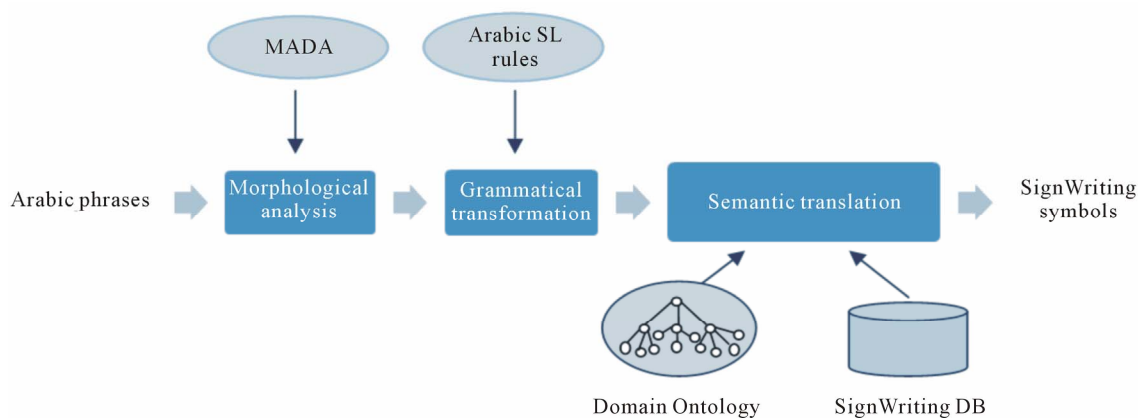 MADA
Arabic SL
rules
Arabic phrases
Morphological
analysis
Grammatical
transformation
Semantic translation
SignWriting
symbols
Domain Ontology
SignWriting DB